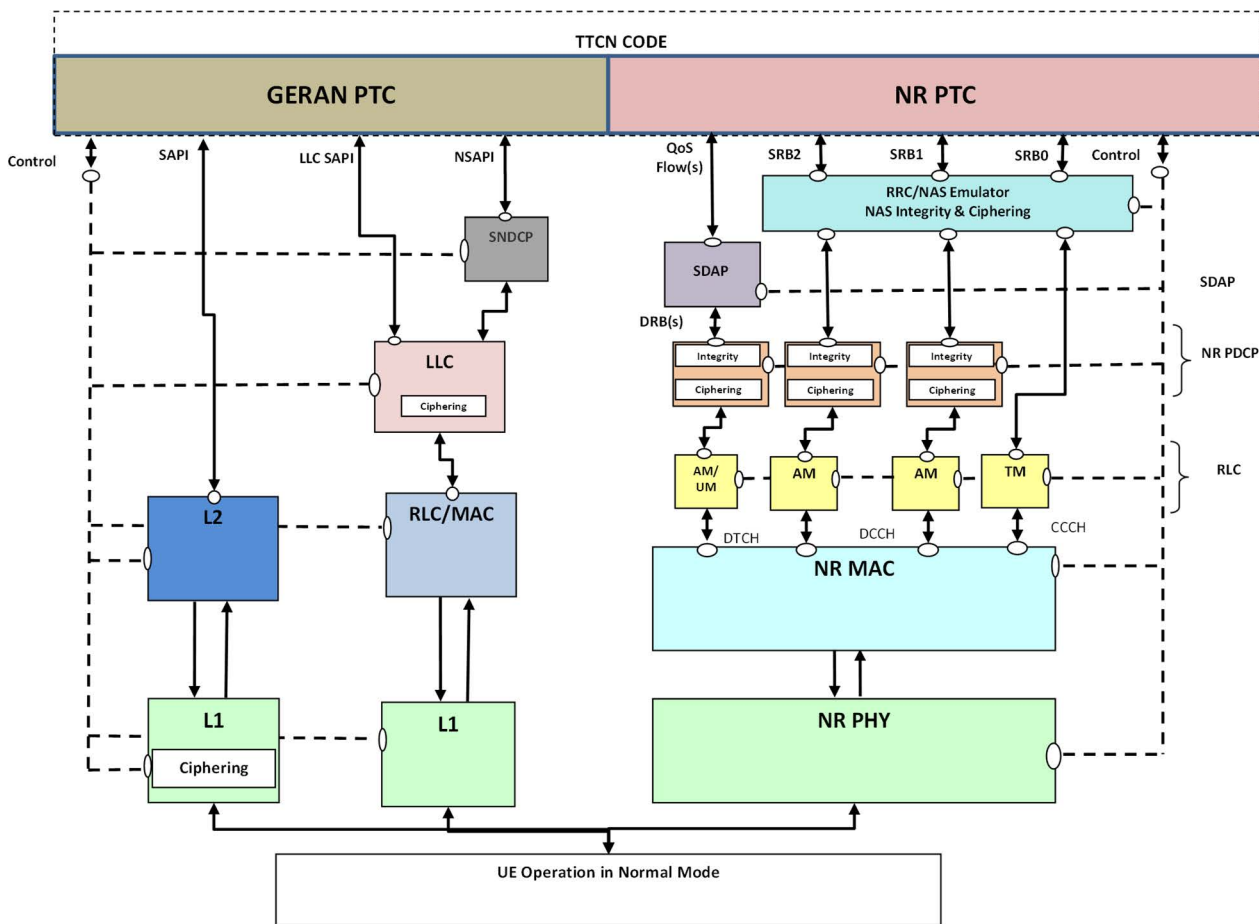 TTCN CODE
GERAN PTC
NR PTC
Control
SAPI
LLC SAPI
NSAPI
QoS
Flow(s)
SRB2
SRB1
SRB0
Control
RRC/NAS Emulator
NAS Integrity & Ciphering
SNDCP
SDAP
SDAP
DRB(s)
Integrity
Ciphering
Integrity
Ciphering
Integrity
Ciphering
NR PDCP
LLC
Ciphering
AM/
UM
AM
AM
TM
RLC
L2
RLC/MAC
DTCH
DCCH
CCCH
NR MAC
L1
Ciphering
L1
NR PHY
UE Operation in Normal Mode